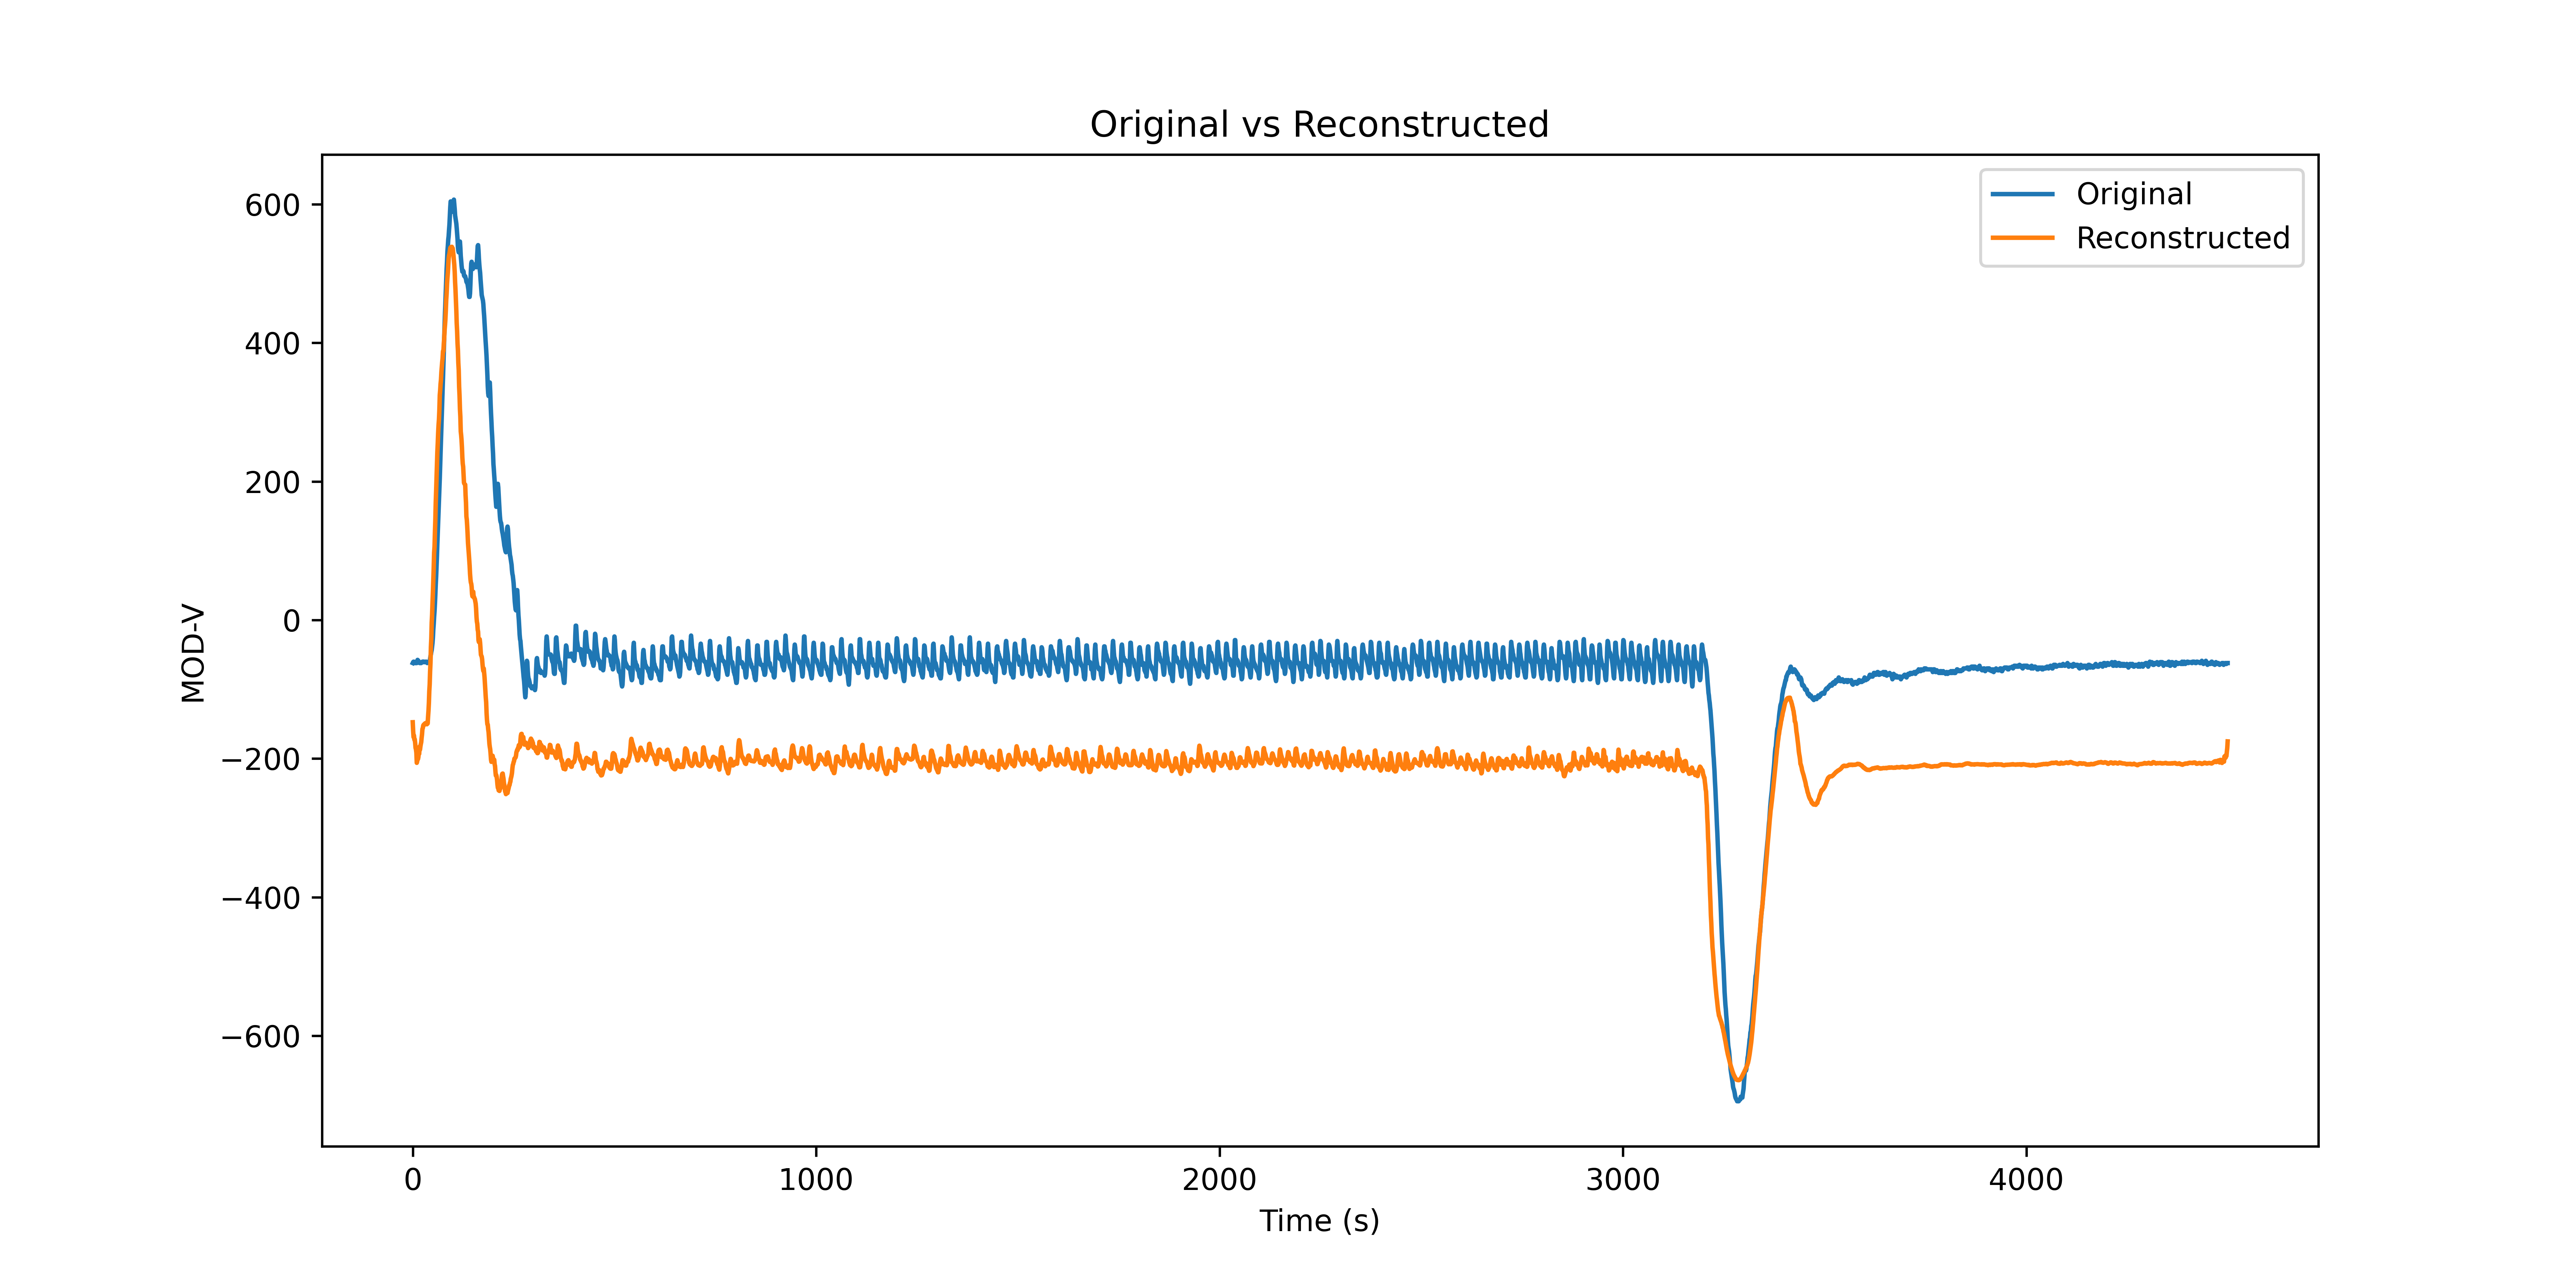 Original vs Reconstructed
Original
Reconstructed
600
400
200
0
−200
−400
−600
MOD-V
0
1000
2000
3000
4000
Time (s)